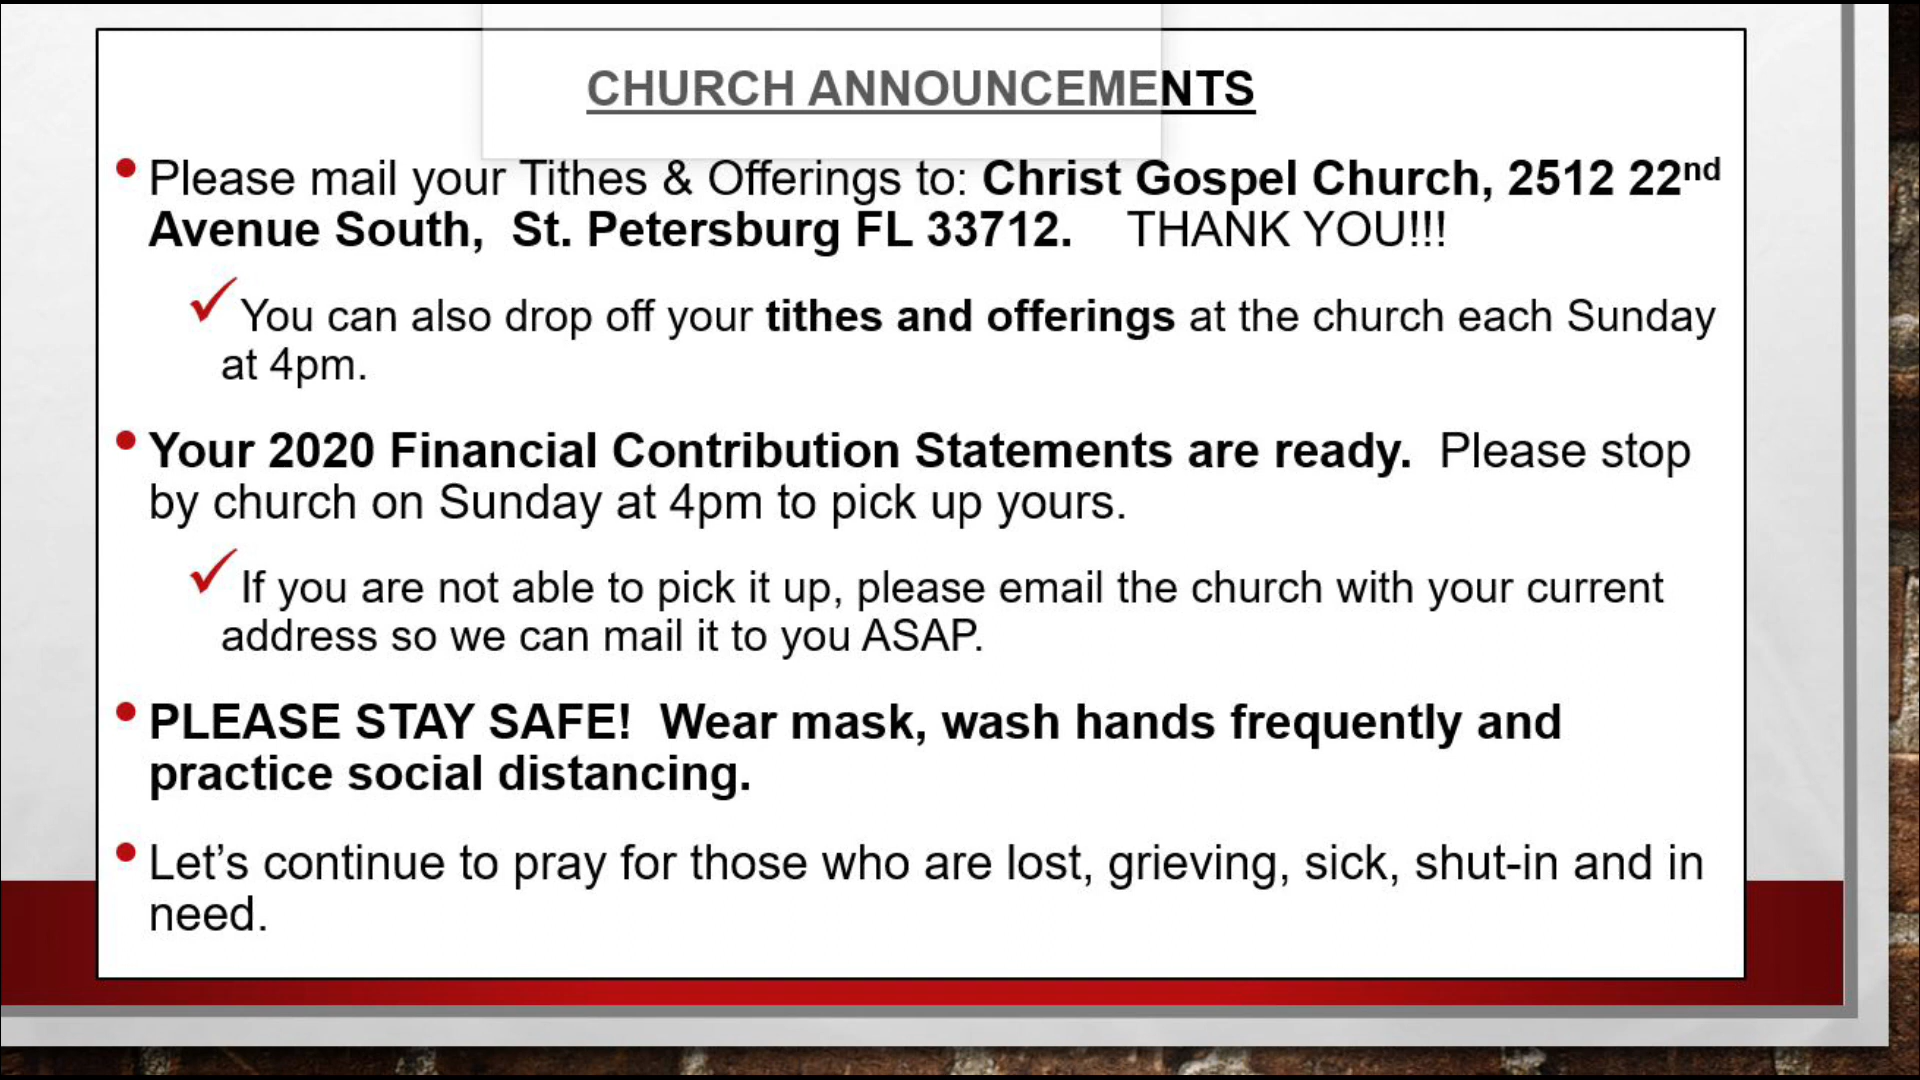 CHURCH ANNOUNCEMENTS
• Please mail your Tithes & Offerings to: Christ Gospel Church, 2512 22nd
Avenue South,  St. Petersburg FL 33712.    THANK YOU!!!
✓You can also drop off your tithes and offerings at the church each Sunday
at 4pm.
• Your 2020 Financial Contribution Statements are ready.  Please stop
by church on Sunday at 4pm to pick up yours.
✓If you are not able to pick it up, please email the church with your current
address so we can mail it to you ASAP.
• PLEASE STAY SAFE!  Wear mask, wash hands frequently and
practice social distancing.
• Let’s continue to pray for those who are lost, grieving, sick, shut-in and in
need.